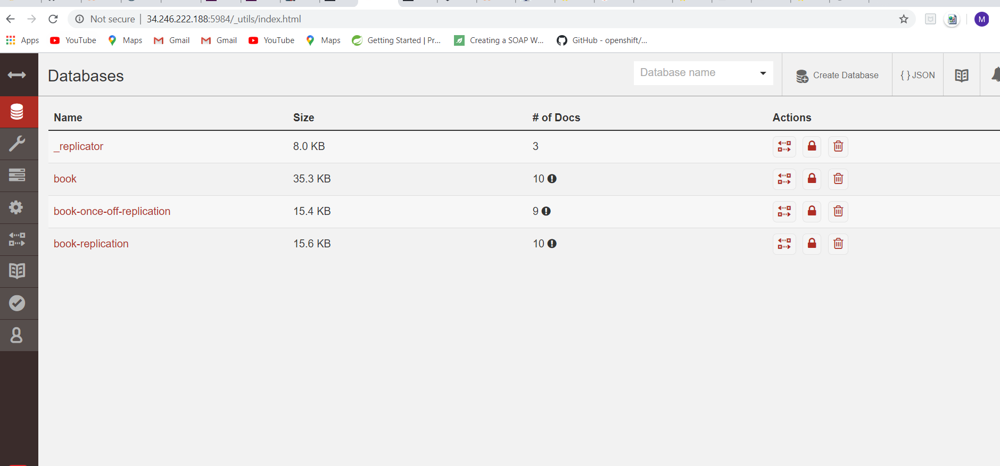 Not secure | 34.246.222.188:5984/_utils/index.html M
Apps YouTube Maps Gmail Gmail YouTube Maps Getting Started | Pr... Creating a SOAP W... GitHub - openshift/...
Databases Database name Create Database { } JSON
Name Size # of Docs Actions
_replicator 8.0 KB 3
book 35.3 KB 10
book-once-off-replication 15.4 KB 9
book-replication 15.6 KB 10